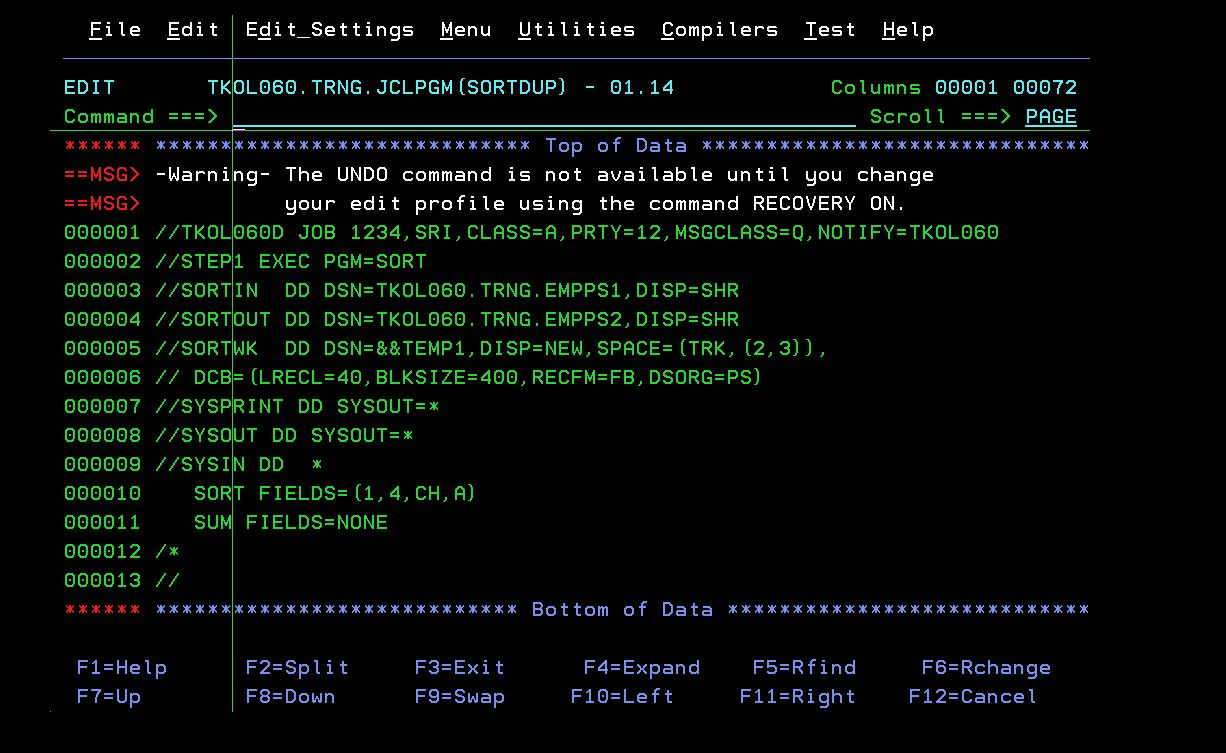 File  Edit  Edit_Settings  Menu  Utilities  Compilers  Test  Help
EDIT       TKOL060.TRNG.JCLPGM(SORTDUP) - 01.14            Columns 00001 00072
Command ===>                                                  Scroll ===> PAGE
****** ***************************** Top of Data ******************************
==MSG> -Warning- The UNDO command is not available until you change
==MSG>           your edit profile using the command RECOVERY ON.
000001 //TKOL060D JOB 1234,SRI,CLASS=A,PRTY=12,MSGCLASS=Q,NOTIFY=TKOL060
000002 //STEP1 EXEC PGM=SORT
000003 //SORTIN  DD DSN=TKOL060.TRNG.EMPPS1,DISP=SHR
000004 //SORTOUT DD DSN=TKOL060.TRNG.EMPPS2,DISP=SHR
000005 //SORTWK  DD DSN=&&TEMP1,DISP=NEW,SPACE=(TRK,(2,3)),
000006 // DCB=(LRECL=40,BLKSIZE=400,RECFM=FB,DSORG=PS)
000007 //SYSPRINT DD SYSOUT=*
000008 //SYSOUT DD SYSOUT=*
000009 //SYSIN DD  *
000010    SORT FIELDS=(1,4,CH,A)
000011    SUM FIELDS=NONE
000012 /*
000013 //
****** **************************** Bottom of Data ****************************
F1=Help      F2=Split     F3=Exit      F4=Expand    F5=Rfind     F6=Rchange
F7=Up        F8=Down      F9=Swap     F10=Left     F11=Right    F12=Cancel